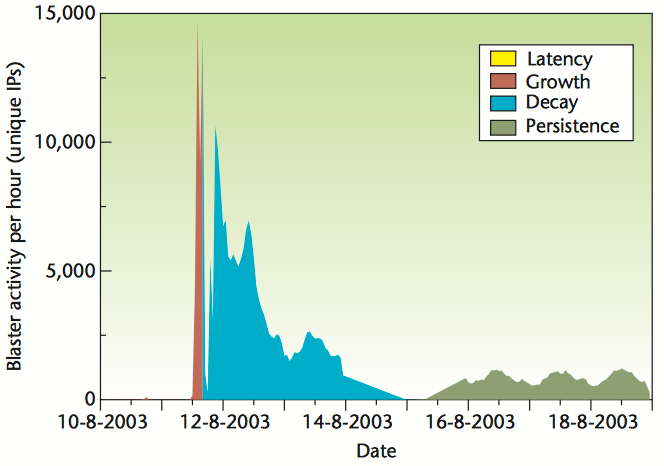 15,000
10,000
5,000
0
Blaster activity per hour (unique IPs)
Latency
Growth
Decay
Persistence
10-8-2003 12-8-2003 14-8-2003 16-8-2003 18-8-2003
Date